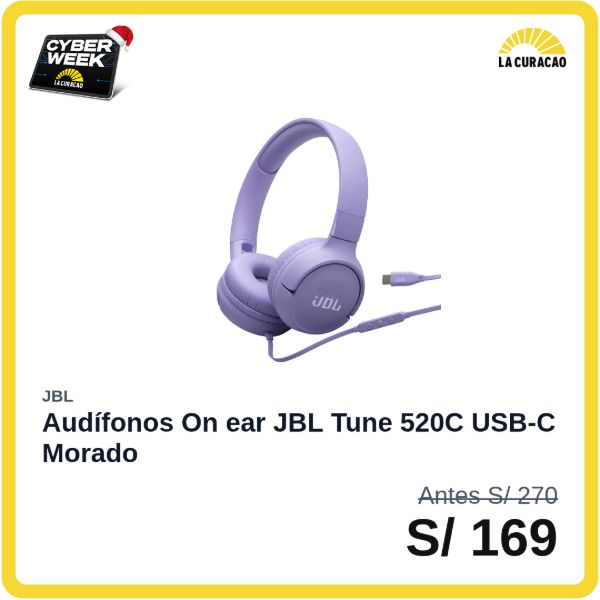 CYBER
WEEK
LA CURACAO
LA CURACAO
JBL
JBL
Audífonos On ear JBL Tune 520C USB-C
Morado
Antes S/ 270
S/ 169